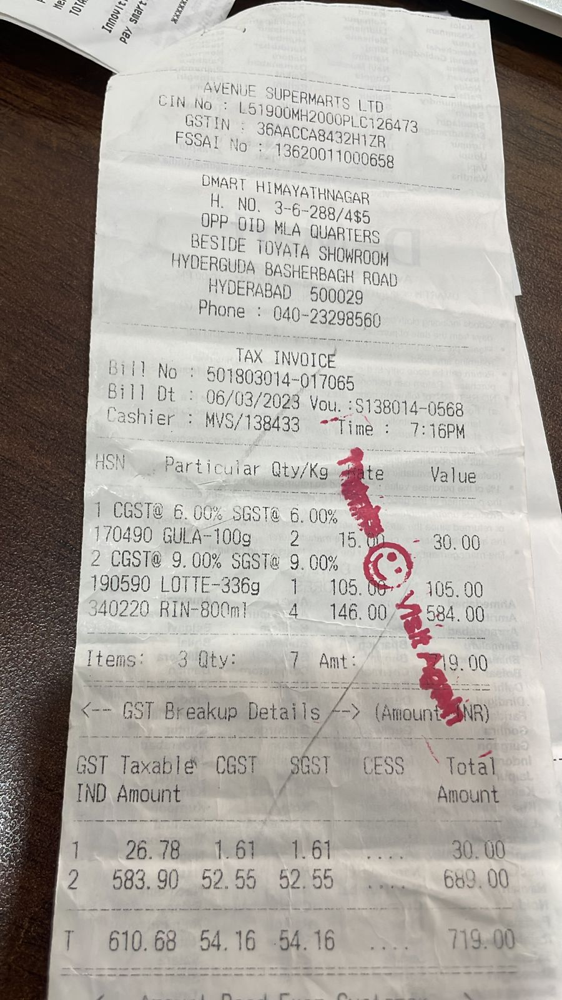 Innovit
pay smart
AVENUE SUPERMARTS LTD
CIN No : L51900MH2000PLC126473
GSTIN : 36AACCA8432H1ZR
FSSAI No : 13620011000658
DMART HIMAYATHNAGAR
H. NO. 3-6-288/4$5
OPP OID MLA QUARTERS
BESIDE TOYATA SHOWROOM
HYDERGUDA BASHERBAGH ROAD
HYDERABAD 500029
Phone : 040-23298560
TAX INVOICE
Bill No : 501803014-017065
Bill Dt : 06/03/2023 Vou.:S138014-0568
Cashier : MVS/138433 Time : 7:16PM
HSN Particular Qty/Kg Rate Value
1 CGST@ 6.00% SGST@ 6.00%
170490 GULA-100g 2 15.00 30.00
2 CGST@ 9.00% SGST@ 9.00%
190590 LOTTE-336g 1 105.00 105.00
340220 RIN-800ml 4 146.00 584.00
Visit Again
Items: 3 Qty: 7 Amt: 719.00
<-- GST Breakup Details --> (Amount INR)
GST Taxable CGST SGST CESS Total
IND Amount Amount
1 26.78 1.61 1.61 .... 30.00
2 583.90 52.55 52.55 .... 689.00
T 610.68 54.16 54.16 .... 719.00